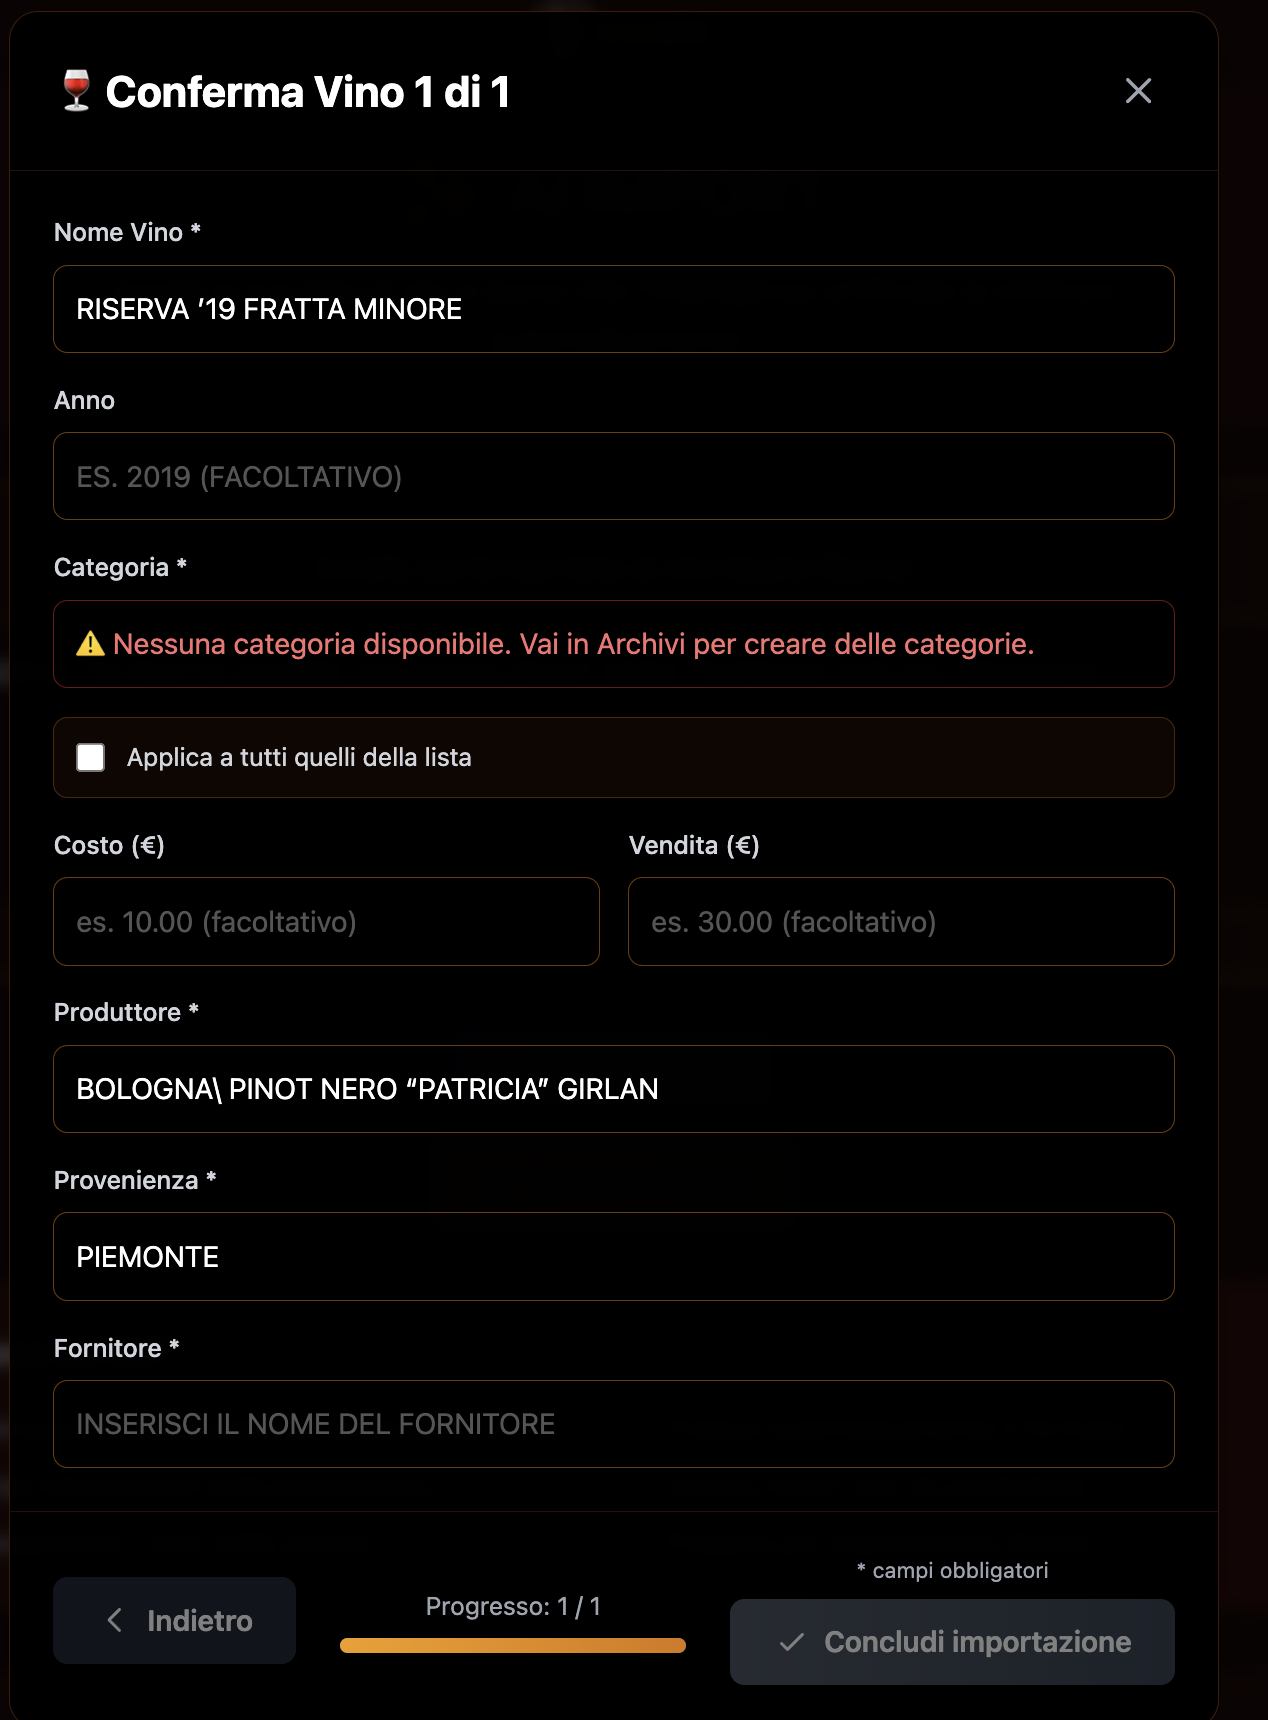 Conferma Vino 1 di 1
Nome Vino *
RISERVA ’19 FRATTA MINORE
Anno
ES. 2019 (FACOLTATIVO)
Categoria *
Nessuna categoria disponibile. Vai in Archivi per creare delle categorie.
Applica a tutti quelli della lista
Costo (€)
Vendita (€)
es. 10.00 (facoltativo)
es. 30.00 (facoltativo)
Produttore *
BOLOGNA\ PINOT NERO “PATRICIA” GIRLAN
Provenienza *
PIEMONTE
Fornitore *
INSERISCI IL NOME DEL FORNITORE
Indietro
Progresso: 1 / 1
* campi obbligatori
Concludi importazione